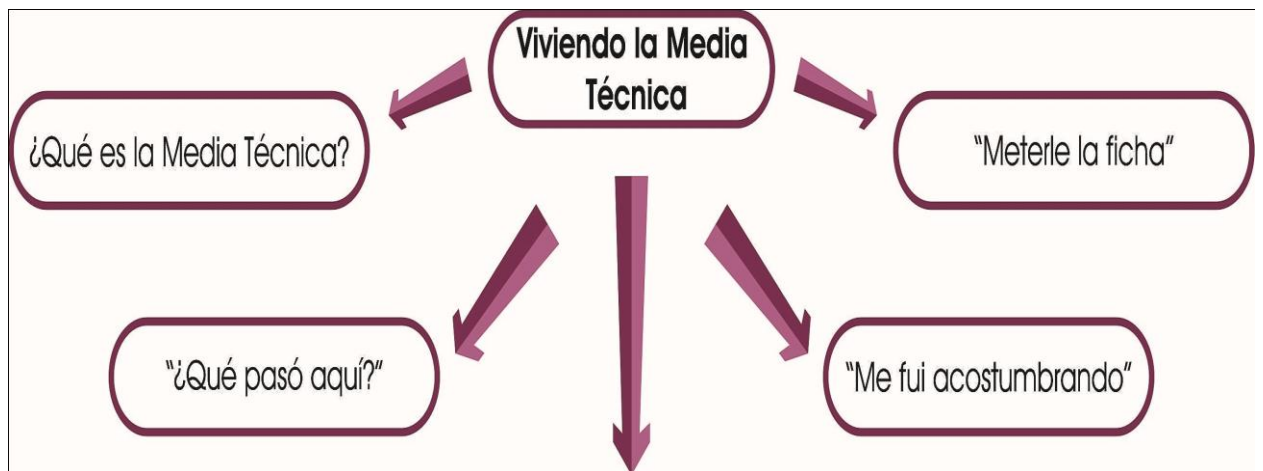 Viviendo la Media
Técnica
¿Qué es la Media Técnica?
"Meterle la ficha"
"¿Qué pasó aquí?"
"Me fui acostumbrando"